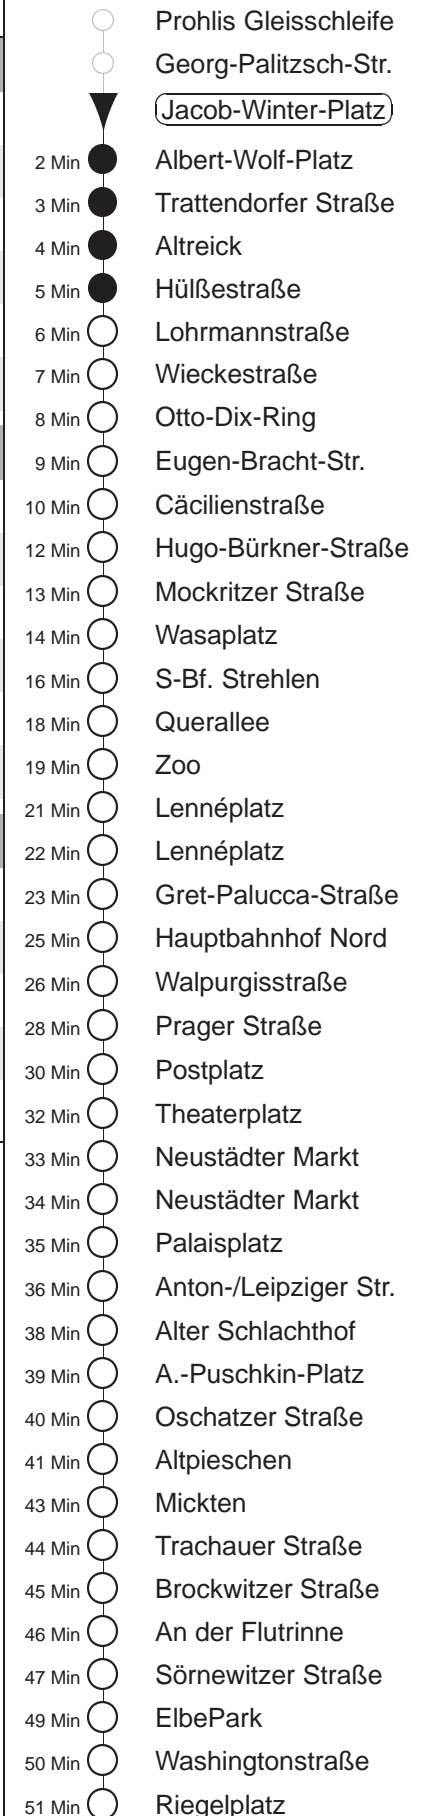 Prohlis Gleisschleife
Georg-Palitzsch-Str.
Jacob-Winter-Platz
2 Min Albert-Wolf-Platz
3 Min Trattendorfer Straße
4 Min Altreick
5 Min Hülßestraße
6 Min Lohrmannstraße
7 Min Wieckestraße
8 Min Otto-Dix-Ring
9 Min Eugen-Bracht-Str.
10 Min Cäcilienstraße
12 Min Hugo-Bürkner-Straße
13 Min Mockritzer Straße
14 Min Wasaplatz
16 Min S-Bf. Strehlen
18 Min Querallee
19 Min Zoo
21 Min Lennéplatz
22 Min Lennéplatz
23 Min Gret-Palucca-Straße
25 Min Hauptbahnhof Nord
26 Min Walpurgisstraße
28 Min Prager Straße
30 Min Postplatz
32 Min Theaterplatz
33 Min Neustädter Markt
34 Min Neustädter Markt
35 Min Palaisplatz
36 Min Anton-/Leipziger Str.
38 Min Alter Schlachthof
39 Min A.-Puschkin-Platz
40 Min Oschatzer Straße
41 Min Altpieschen
43 Min Mickten
44 Min Trachauer Straße
45 Min Brockwitzer Straße
46 Min An der Flutrinne
47 Min Sörnewitzer Straße
49 Min ElbePark
50 Min Washingtonstraße
51 Min Riegelplatz